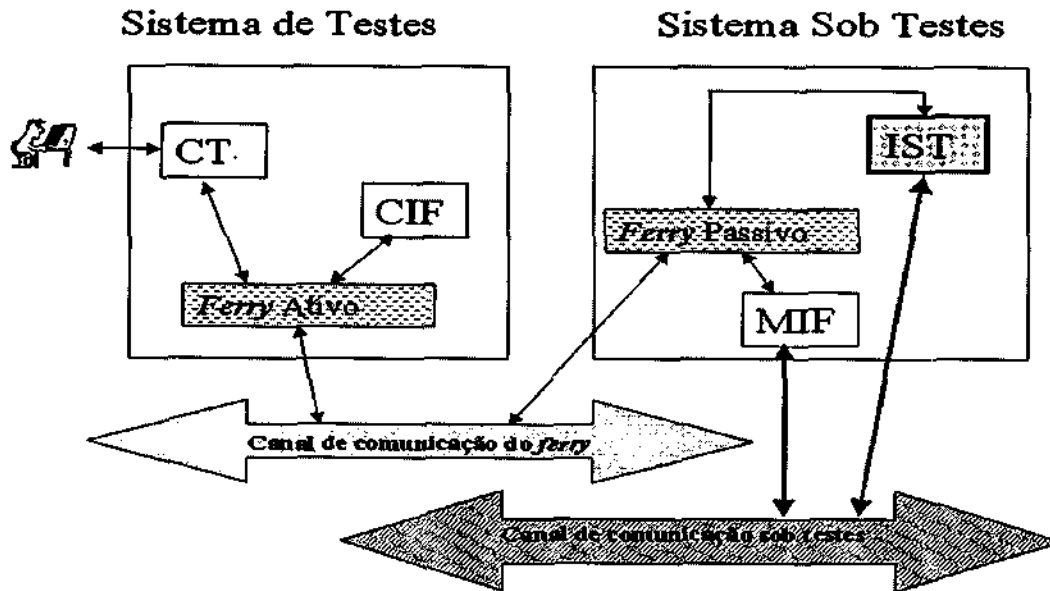 Sistema de Testes
Sistema Sob Testes
CT
CIF
Ferry Ativo
IST
Ferry Passivo
MIF
Canal de comunicação do ferry
Canal de comunicação sob testes